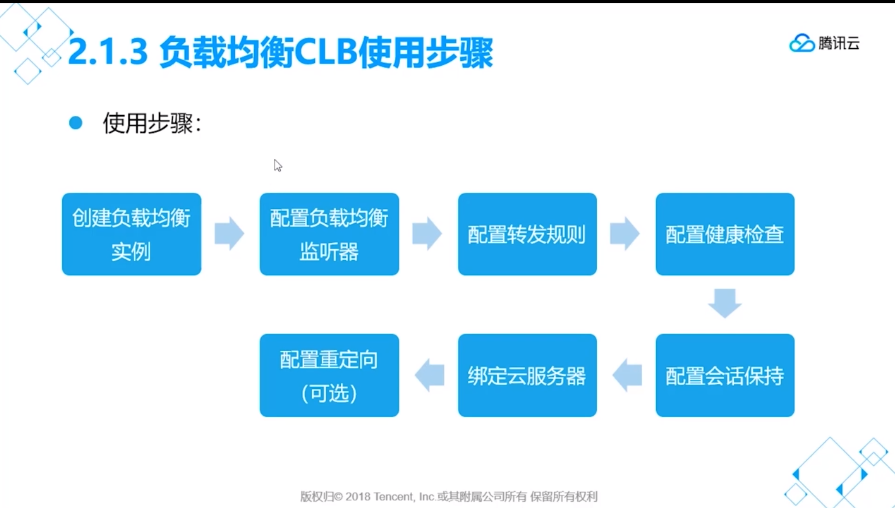 2.1.3 负载均衡CLB使用步骤
腾讯云
使用步骤：
创建负载均衡
实例
配置负载均衡
监听器
配置转发规则
配置健康检查
配置会话保持
绑定云服务器
配置重定向
（可选）
版权归© 2018 Tencent, Inc.或其附属公司所有 保留所有权利